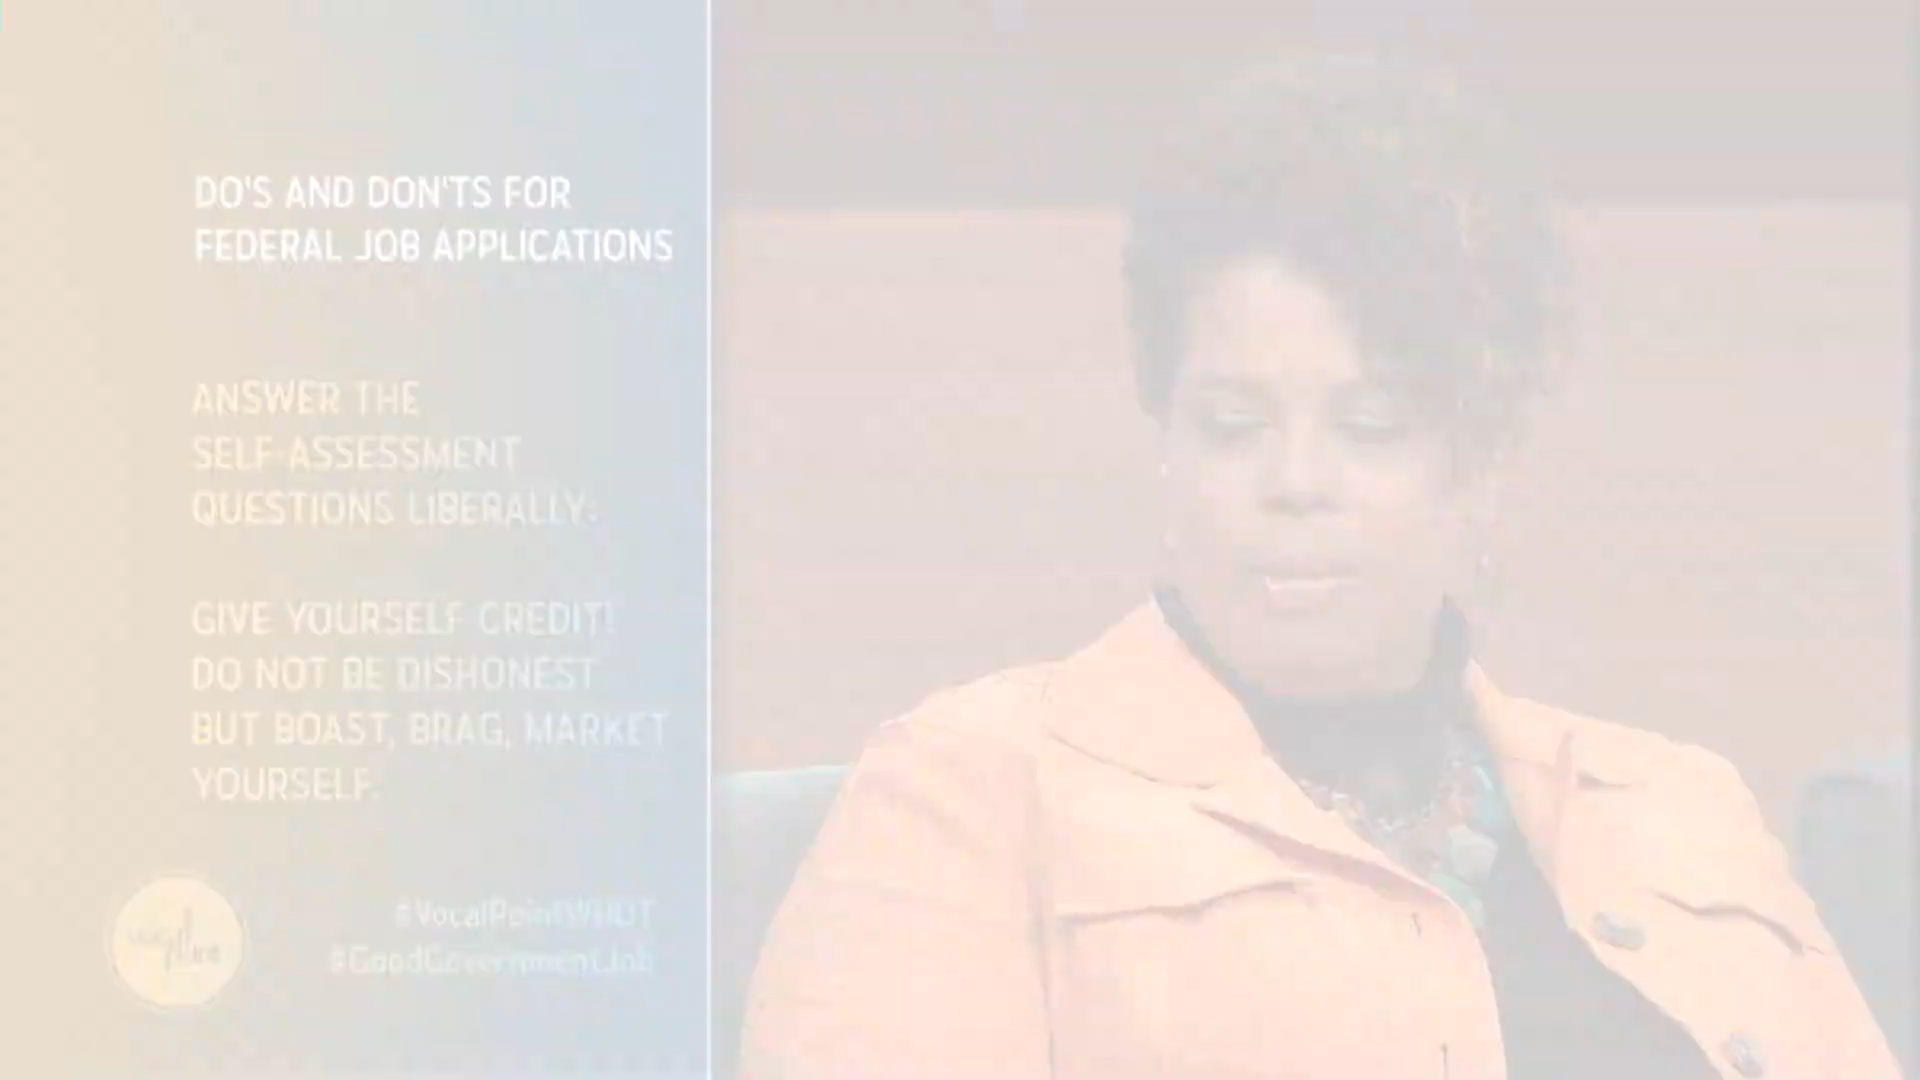 DO'S AND DON'TS FOR
FEDERAL JOB APPLICATIONS
ANSWER THE
SELF-ASSESSMENT
QUESTIONS LIBERALLY:
GIVE YOURSELF CREDIT!
DO NOT BE DISHONEST
BUT BOAST, BRAG, MARKET
YOURSELF.
#VocalPointWHUT
#GoodGovernmentJob